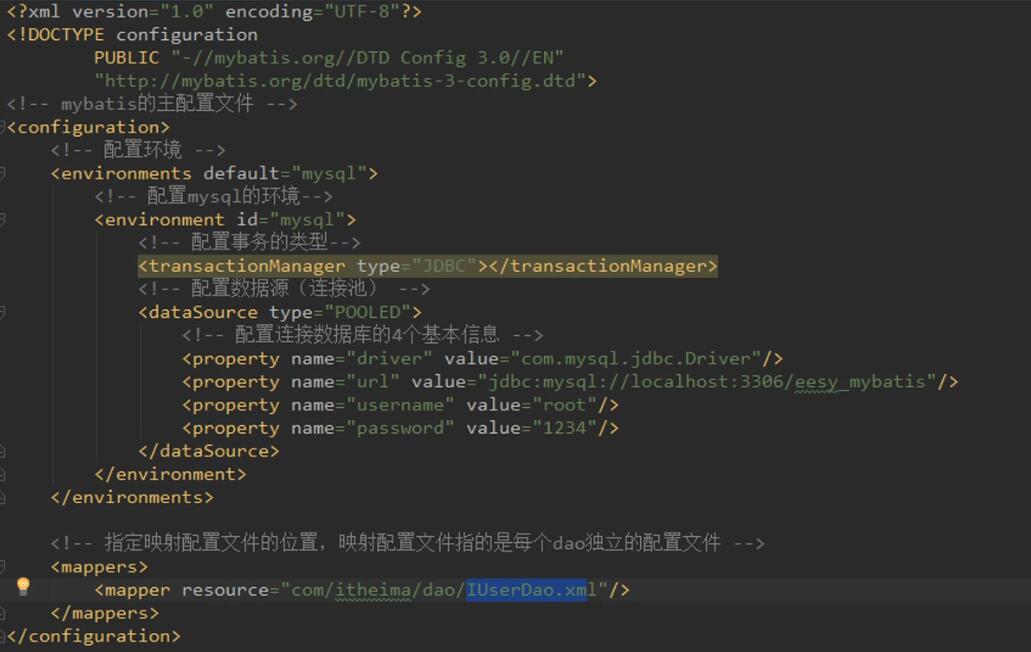 <?xml version="1.0" encoding="UTF-8"?>
<!DOCTYPE configuration
PUBLIC "-//mybatis.org//DTD Config 3.0//EN"
"http://mybatis.org/dtd/mybatis-3-config.dtd">
<!-- mybatis的主配置文件 -->
<configuration>
<!-- 配置环境 -->
<environments default="mysql">
<!-- 配置mysql的环境-->
<environment id="mysql">
<!-- 配置事务的类型-->
<transactionManager type="JDBC"></transactionManager>
<!-- 配置数据源（连接池） -->
<dataSource type="POOLED">
<!-- 配置连接数据库的4个基本信息 -->
<property name="driver" value="com.mysql.jdbc.Driver"/>
<property name="url" value="jdbc:mysql://localhost:3306/eesy_mybatis"/>
<property name="username" value="root"/>
<property name="password" value="1234"/>
</dataSource>
</environment>
</environments>
<!-- 指定映射配置文件的位置，映射配置文件指的是每个dao独立的配置文件 -->
<mappers>
<mapper resource="com/itheima/dao/IUserDao.xml"/>
</mappers>
</configuration>